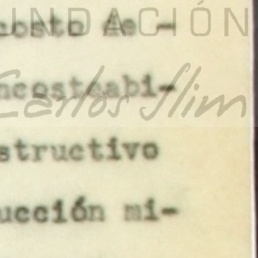 costo de -
ncosteabi-
structivo
ucción mi-
UNDACIÓN
Carlos Slim